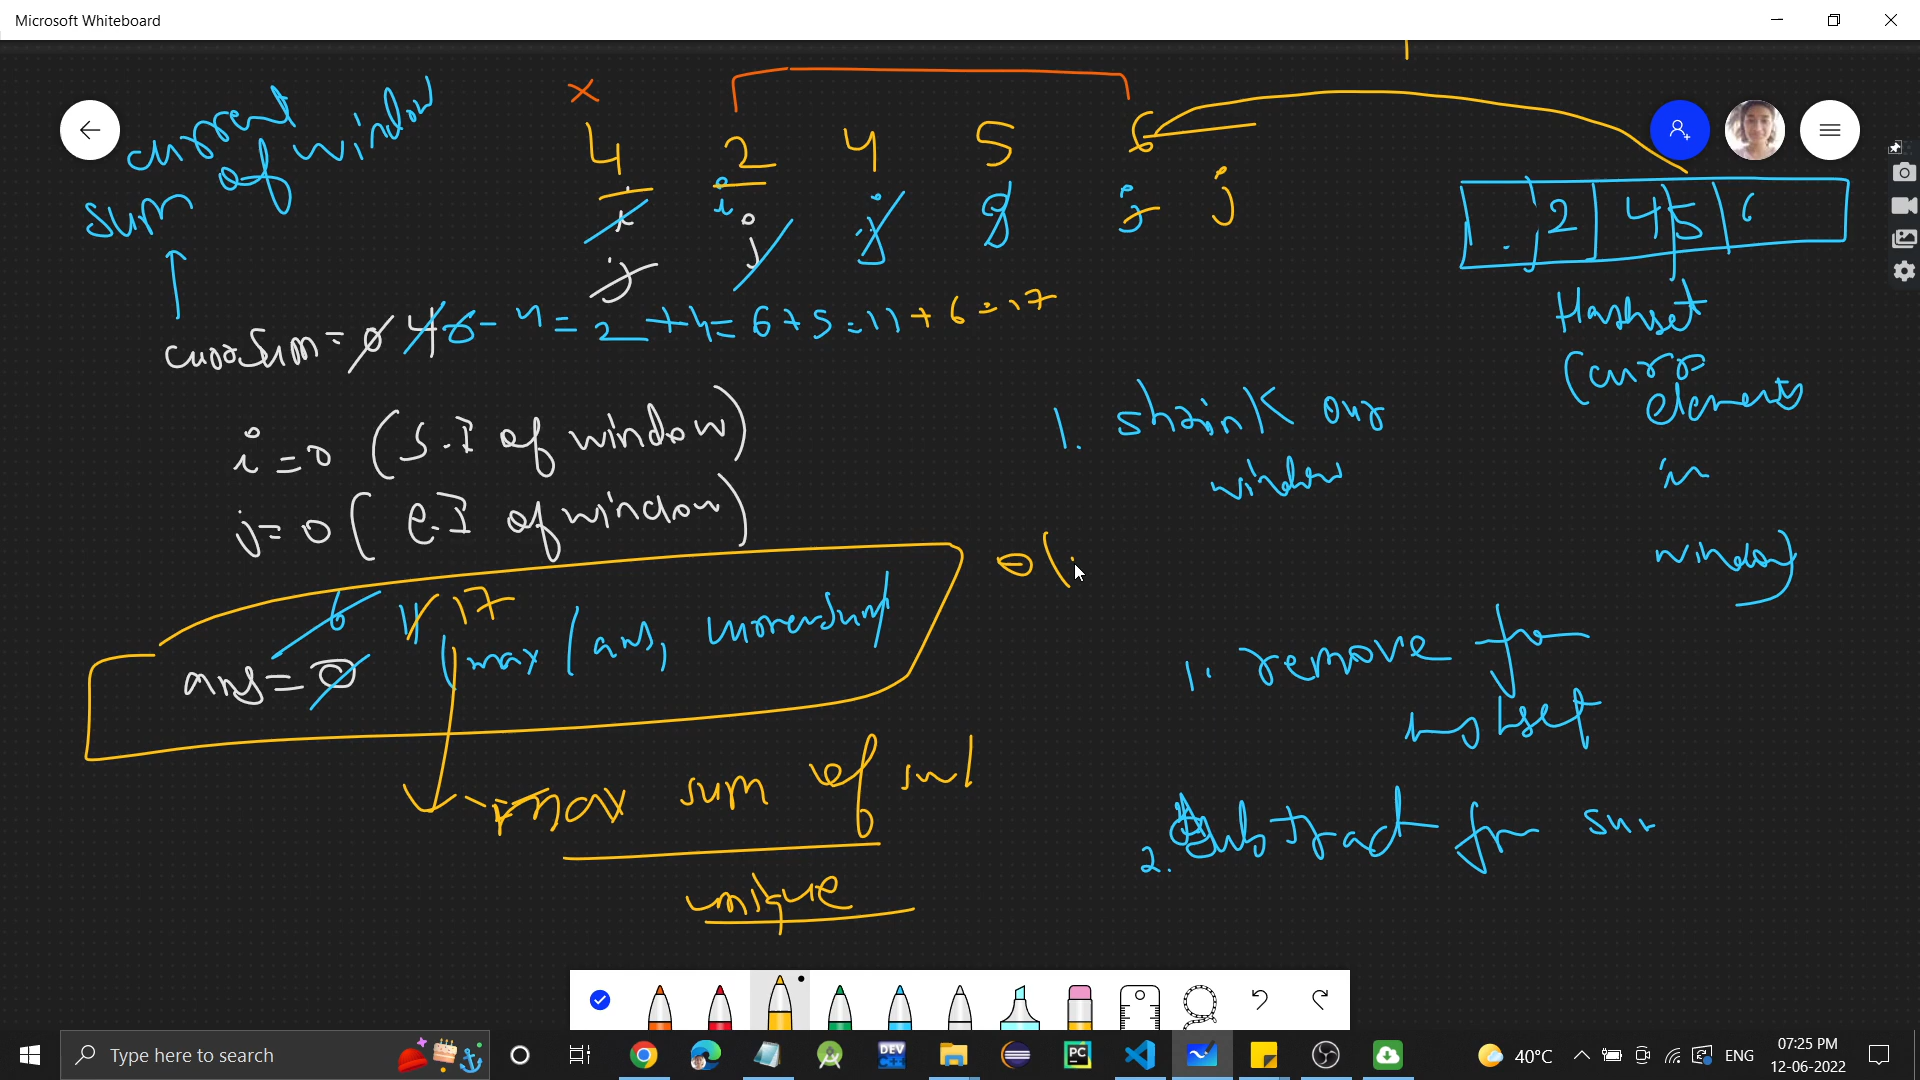 Microsoft Whiteboard
current
sum of window
x
4 2 4 5 6
i i j j j j
j j
2 4 5 6
Hashset
(curr
elements
in
window)
currSum = 0 4 6 - 4 = 2 + 4 = 6 + 5 = 11 + 6 = 17
i = 0 (S.I of window)
j = 0 (e.I of window)
1. shrink our
window
6 11 17
ans = 0 (max (ans, currentSum)
O(
1. remove from
hashset
max sum of sub
unique
2. Subtract from sum
Type here to search
DEV
PC
40°C
ENG
07:25 PM
12-06-2022